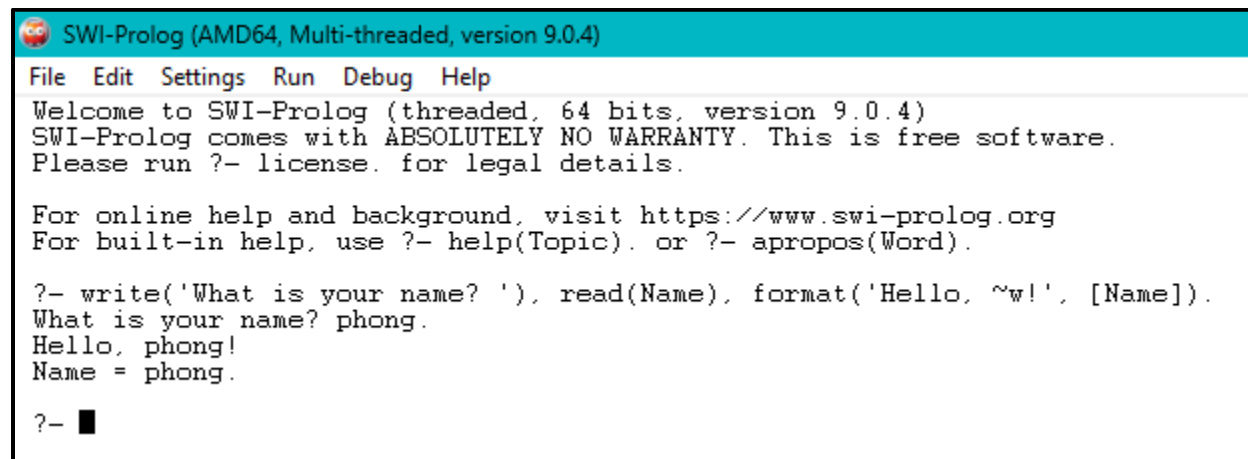 SWI-Prolog (AMD64, Multi-threaded, version 9.0.4)
File Edit Settings Run Debug Help
Welcome to SWI-Prolog (threaded, 64 bits, version 9.0.4)
SWI-Prolog comes with ABSOLUTELY NO WARRANTY. This is free software.
Please run ?- license. for legal details.
For online help and background, visit https://www.swi-prolog.org
For built-in help, use ?- help(Topic). or ?- apropos(Word).
?- write('What is your name? '), read(Name), format('Hello, ~w!', [Name]).
What is your name? phong.
Hello, phong!
Name = phong.
?-